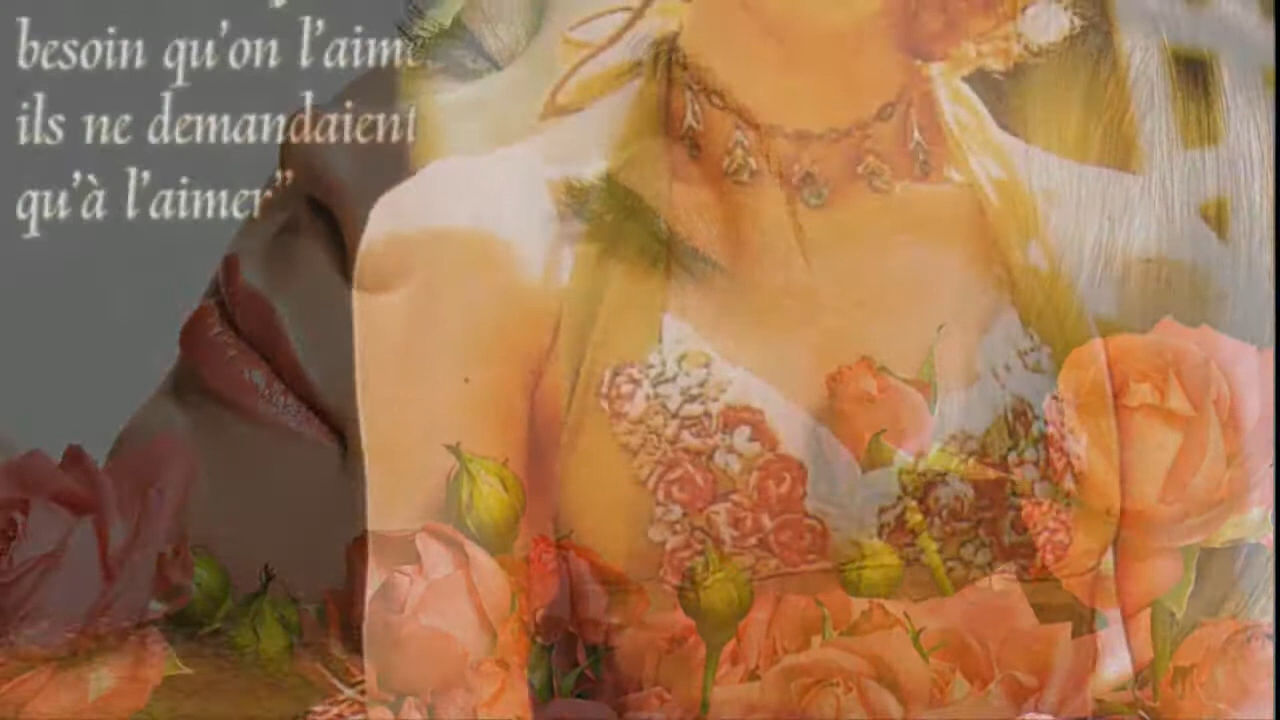 besoin qu'on l'aime
ils ne demandaient
qu'à l'aimer”